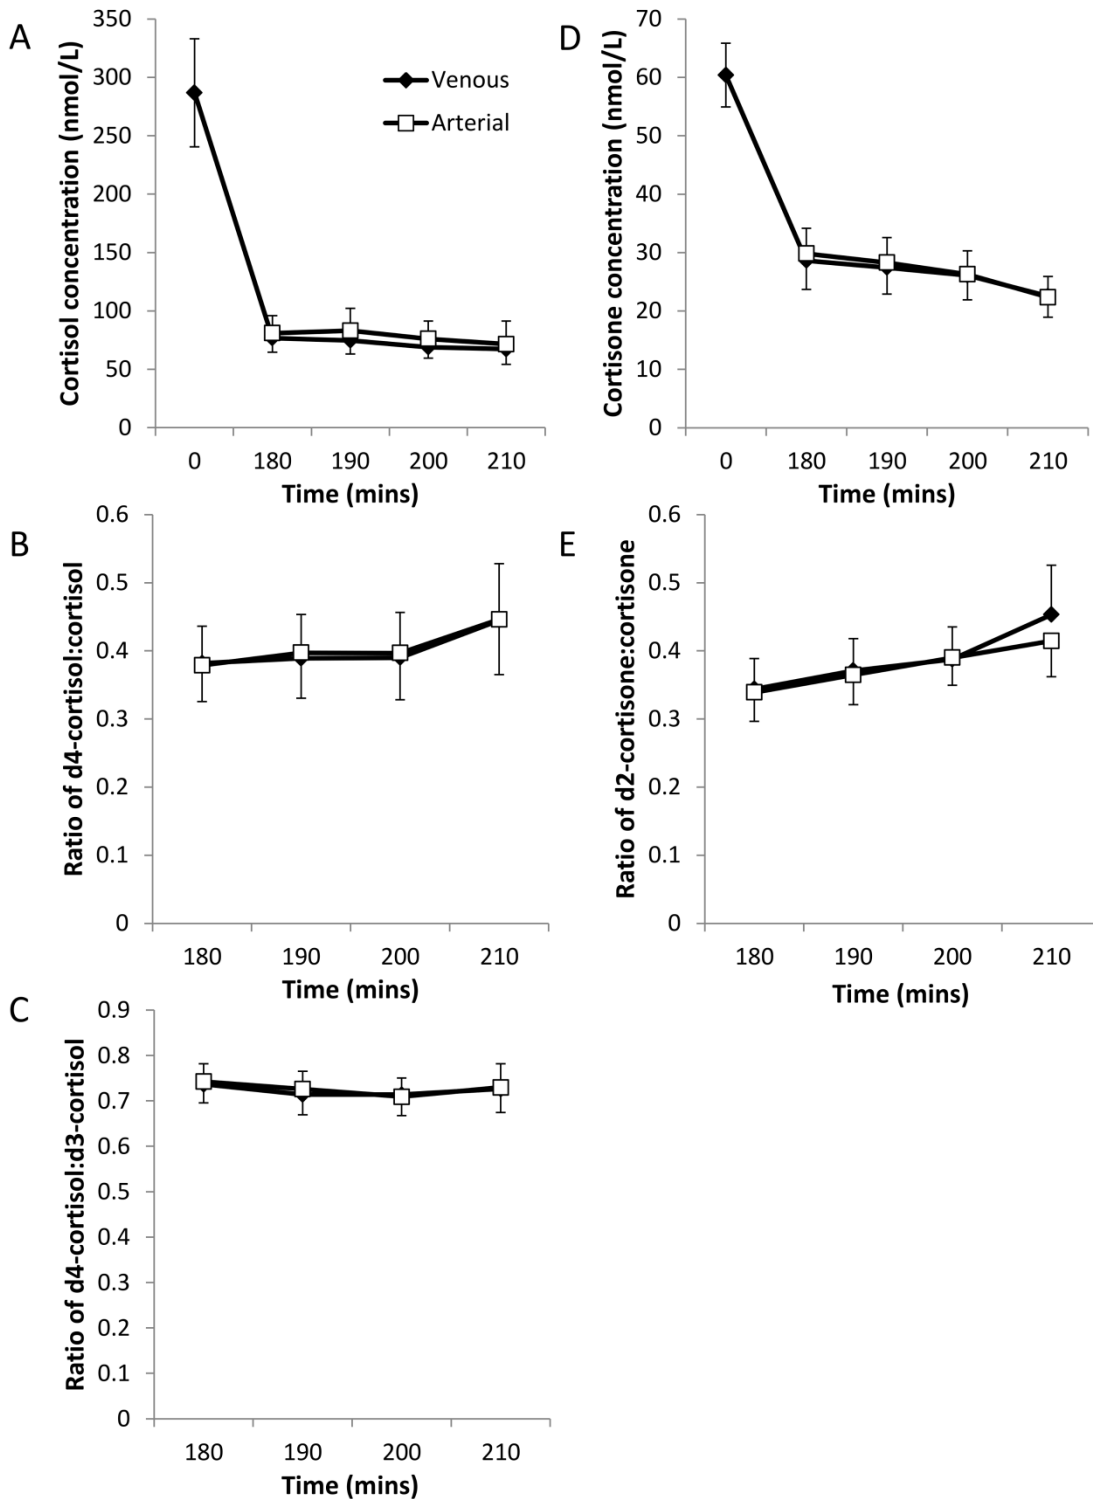 A
Cortisol concentration (nmol/L)
350
300
250
200
150
100
50
0
Venous
Arterial
0 180 190 200 210
Time (mins)
D
Cortisone concentration (nmol/L)
70
60
50
40
30
20
10
0
0 180 190 200 210
Time (mins)
B
Ratio of d4-cortisol:cortisol
0.6
0.5
0.4
0.3
0.2
0.1
0
180 190 200 210
Time (mins)
E
Ratio of d2-cortisone:cortisone
0.6
0.5
0.4
0.3
0.2
0.1
0
180 190 200 210
Time (mins)
C
Ratio of d4-cortisol:d3-cortisol
0.9
0.8
0.7
0.6
0.5
0.4
0.3
0.2
0.1
0
180 190 200 210
Time (mins)